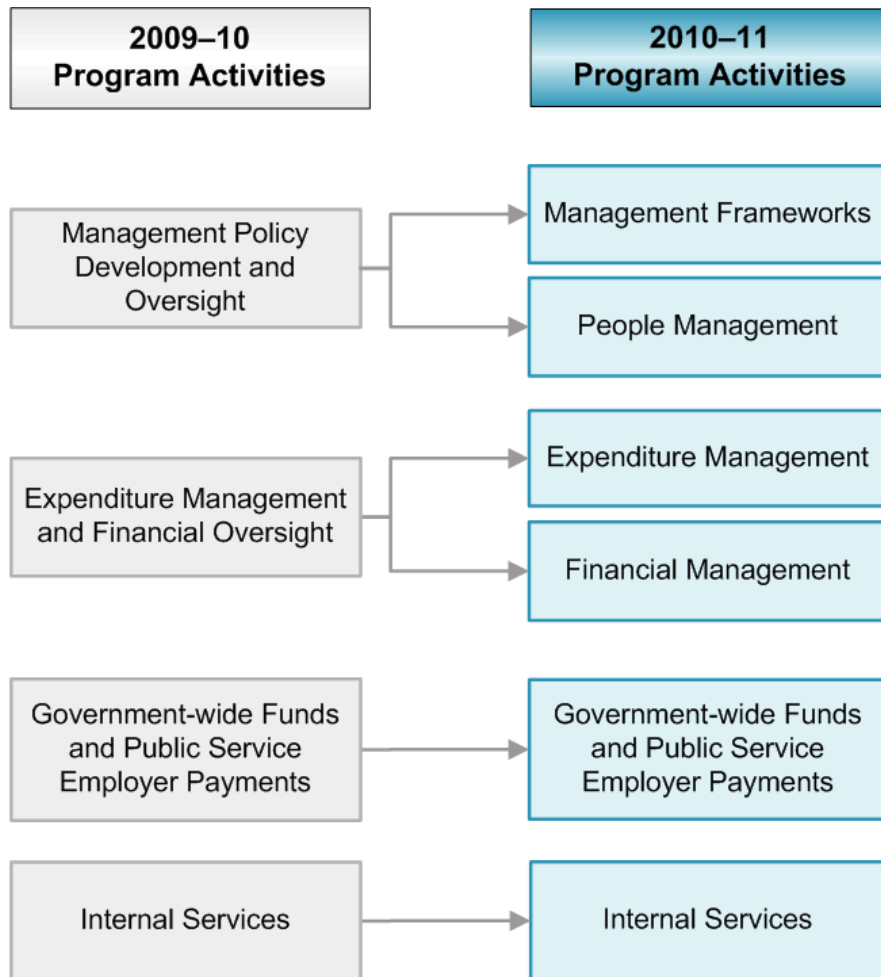 2009–10
Program Activities
2010–11
Program Activities
Management Policy
Development and
Oversight
Management Frameworks
People Management
Expenditure Management
and Financial Oversight
Expenditure Management
Financial Management
Government-wide Funds
and Public Service
Employer Payments
Government-wide Funds
and Public Service
Employer Payments
Internal Services
Internal Services